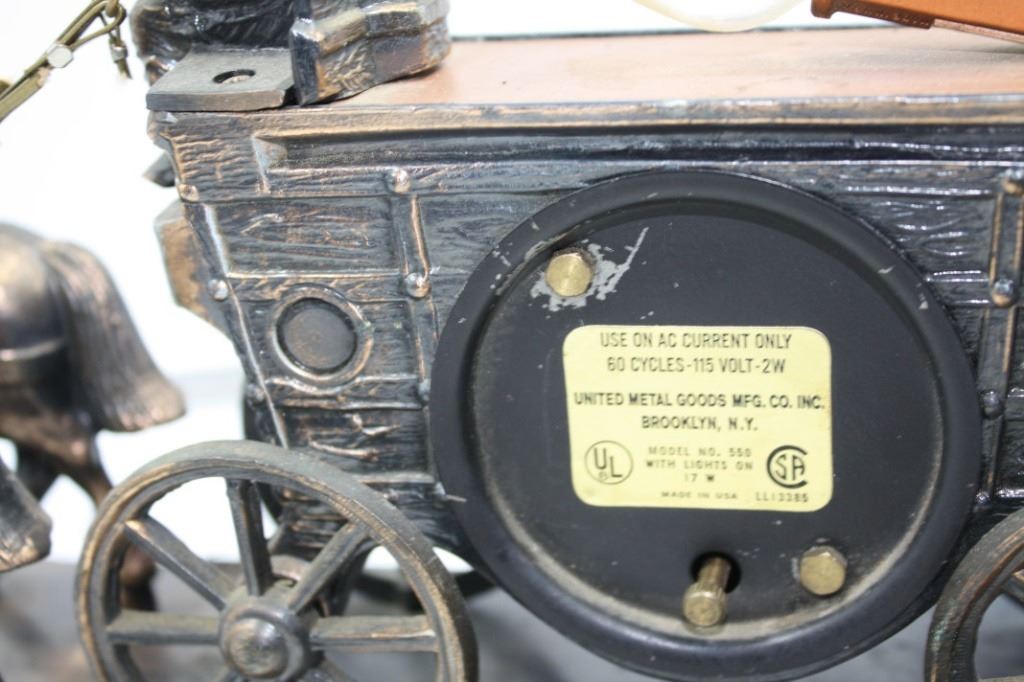 USE ON AC CURRENT ONLY
60 CYCLES-115 VOLT-2W
UNITED METAL GOODS MFG. CO. INC.
BROOKLYN, N.Y.
UL
MODEL NO. 550
WITH LIGHTS ON
17 W
SA
MADE IN USA LL13385